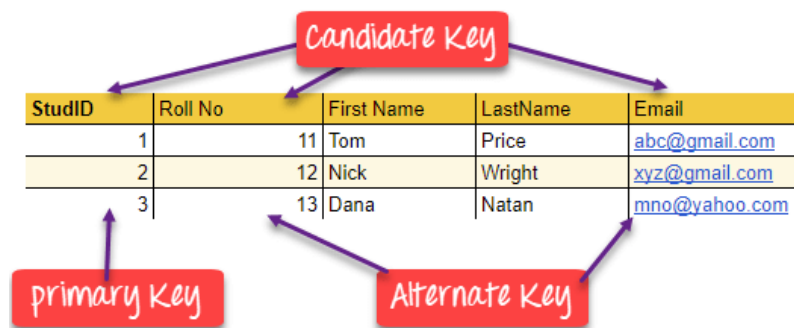 Candidate Key
StudID Roll No First Name LastName Email
1 11 Tom Price abc@gmail.com
2 12 Nick Wright xyz@gmail.com
3 13 Dana Natan mno@yahoo.com
primary Key Alternate Key